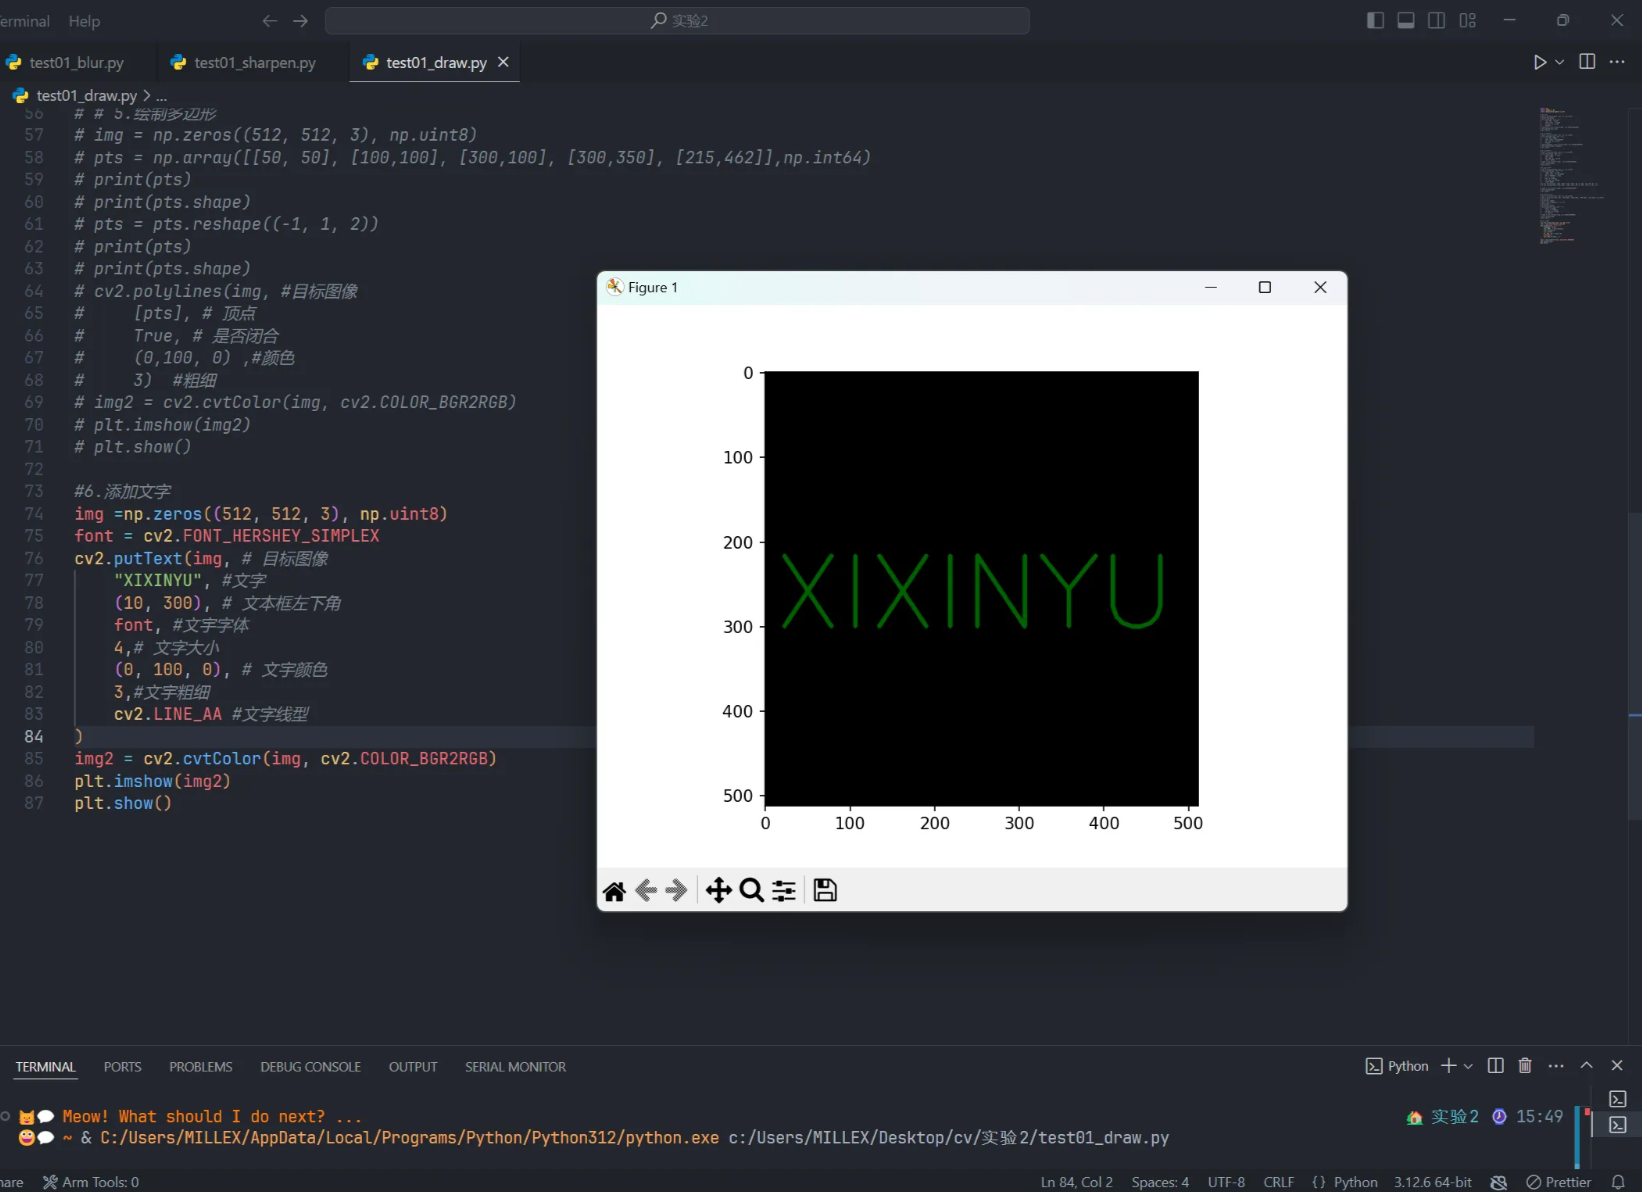 erminal Help
实验2
test01_blur.py test01_sharpen.py test01_draw.py
test01_draw.py > ...
56 # # 5.绘制多边形
57 # img = np.zeros((512, 512, 3), np.uint8)
58 # pts = np.array([[50, 50], [100,100], [300,100], [300,350], [215,462]],np.int64)
59 # print(pts)
60 # print(pts.shape)
61 # pts = pts.reshape((-1, 1, 2))
62 # print(pts)
63 # print(pts.shape)
64 # cv2.polylines(img, #目标图像
65 #     [pts], # 顶点
66 #     True, # 是否闭合
67 #     (0,100, 0) ,#颜色
68 #     3)  #粗细
69 # img2 = cv2.cvtColor(img, cv2.COLOR_BGR2RGB)
70 # plt.imshow(img2)
71 # plt.show()
72
73 #6.添加文字
74 img =np.zeros((512, 512, 3), np.uint8)
75 font = cv2.FONT_HERSHEY_SIMPLEX
76 cv2.putText(img, # 目标图像
77     "XIXINYU", #文字
78     (10, 300), # 文本框左下角
79     font, #文字字体
80     4,# 文字大小
81     (0, 100, 0), # 文字颜色
82     3,#文字粗细
83     cv2.LINE_AA #文字线型
84 )
85 img2 = cv2.cvtColor(img, cv2.COLOR_BGR2RGB)
86 plt.imshow(img2)
87 plt.show()
Figure 1
0
100
200
XIXINYU
300
400
500
0 100 200 300 400 500
TERMINAL PORTS PROBLEMS DEBUG CONSOLE OUTPUT SERIAL MONITOR
Python
Meow! What should I do next? ...
实验2 15:49
~ & C:/Users/MILLEX/AppData/Local/Programs/Python/Python312/python.exe c:/Users/MILLEX/Desktop/cv/实验2/test01_draw.py
hare Arm Tools: 0
Ln 84, Col 2 Spaces: 4 UTF-8 CRLF {} Python 3.12.6 64-bit Prettier